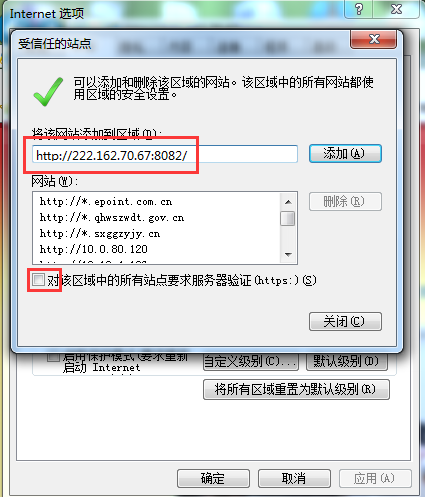 Internet 选项
受信任的站点
可以添加和删除该区域的网站。该区域中的所有网站都使
用区域的安全设置。
将该网站添加到区域(D):
http://222.162.70.67:8082/
添加(A)
网站(W):
http://*.epoint.com.cn
http://*.qhwszwdt.gov.cn
http://*.sxggzyjy.cn
http://10.0.80.120
删除(R)
对该区域中的所有站点要求服务器验证(https:)(S)
关闭(C)
启用保护模式(要求重新
启动 Internet
自定义级别(C)...
默认级别(D)
将所有区域重置为默认级别(R)
确定
取消
应用(A)